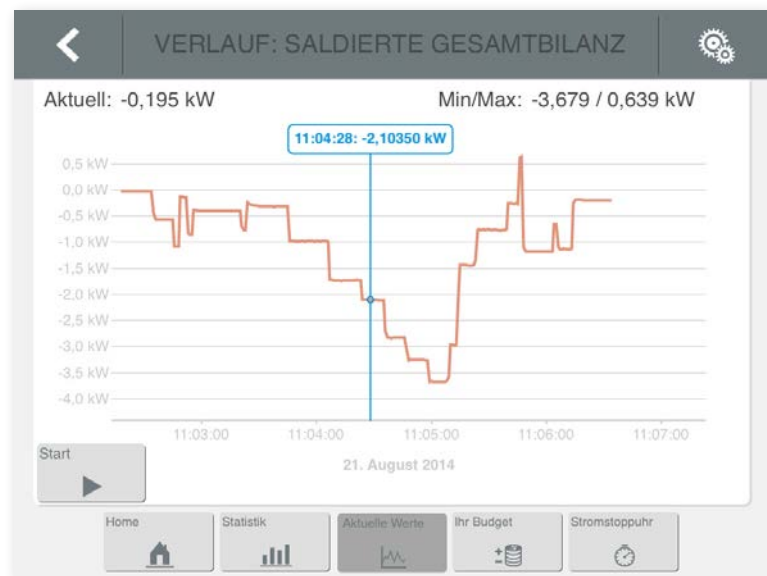 VERLAUF: SALDIERTE GESAMTBILANZ
Aktuell: -0,195 kW
Min/Max: -3,679 / 0,639 kW
11:04:28: -2,10350 kW
0,5 kW
0,0 kW
-0,5 kW
-1,0 kW
-1,5 kW
-2,0 kW
-2,5 kW
-3,0 kW
-3.5 kW
-4,0 kW
11:03:00
11:04:00
11:05:00
11:06:00
11:07:00
21. August 2014
Start
Home
Statistik
Aktuelle Werte
Ihr Budget
Stromstoppuhr